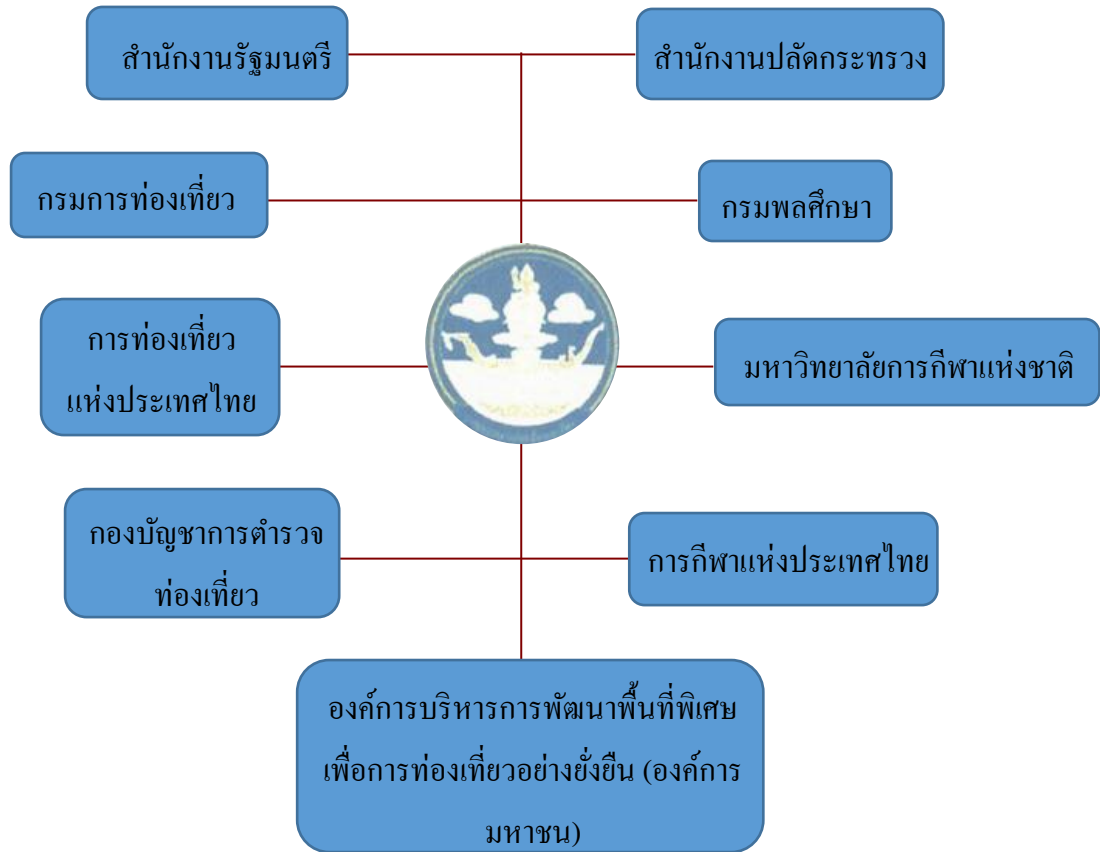 สำนักงานรัฐมนตรี
สำนักงานปลัดกระทรวง
กรมการท่องเที่ยว
กรมพลศึกษา
การท่องเที่ยว
แห่งประเทศไทย
มหาวิทยาลัยการกีฬาแห่งชาติ
กองบัญชาการตำรวจ
ท่องเที่ยว
การกีฬาแห่งประเทศไทย
องค์การบริหารการพัฒนาพื้นที่พิเศษ
เพื่อการท่องเที่ยวอย่างยั่งยืน (องค์การ
มหาชน)